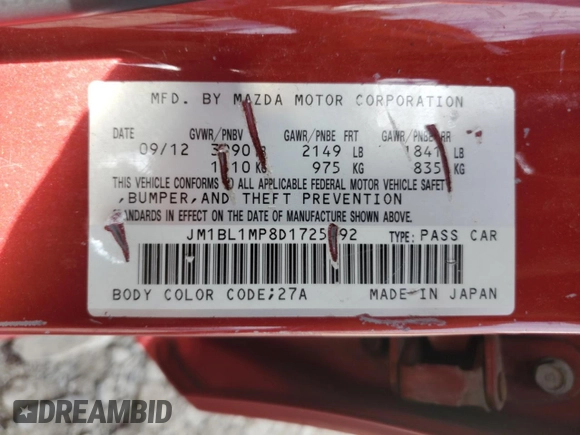 MFD. BY MAZDA MOTOR CORPORATION
DATE GVWR/PNBV GAWR/PNBE FRT GAWR/PNBE RR
09/12 2149 LB 1841 LB
975 KG 835
THIS VEHICLE CONFORMS TO ALL APPLICABLE FEDERAL MOTOR VEHICLE SAFETY
,BUMPER,AND THEFT PREVENTION
STANDARDS IN EFFECT ON THE DATE OF MANUFACTURE SHOWN ABOVE.
TYPE: PASS CAR
BODY COLOR CODE;27A MADE IN JAPAN
DREAMBID